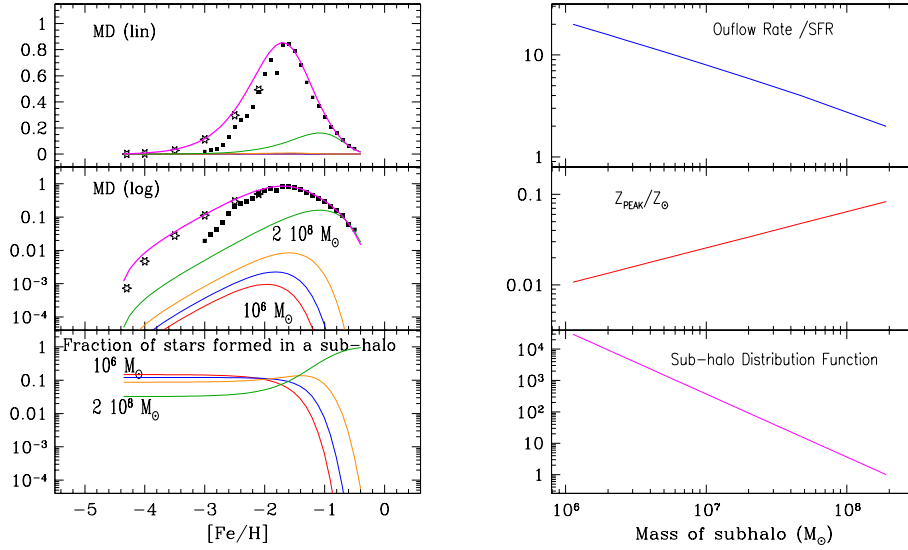 MD (lin)
1
0.8
0.6
0.4
0.2
0
MD (log)
1
0.1
0.01
10⁻³
10⁻⁴
2 10⁸ M⊙
10⁶ M⊙
Fraction of stars formed in a sub-halo
1
0.1
0.01
10⁻³
10⁻⁴
10⁶ M⊙
2 10⁸ M⊙
−5 −4 −3 −2 −1 0
[Fe/H]
Ouflow Rate /SFR
10
1
Z_PEAK/Z⊙
0.1
0.01
Sub-halo Distribution Function
10⁴
10³
10²
10¹
1
10⁶ 10⁷ 10⁸
Mass of subhalo (M⊙)